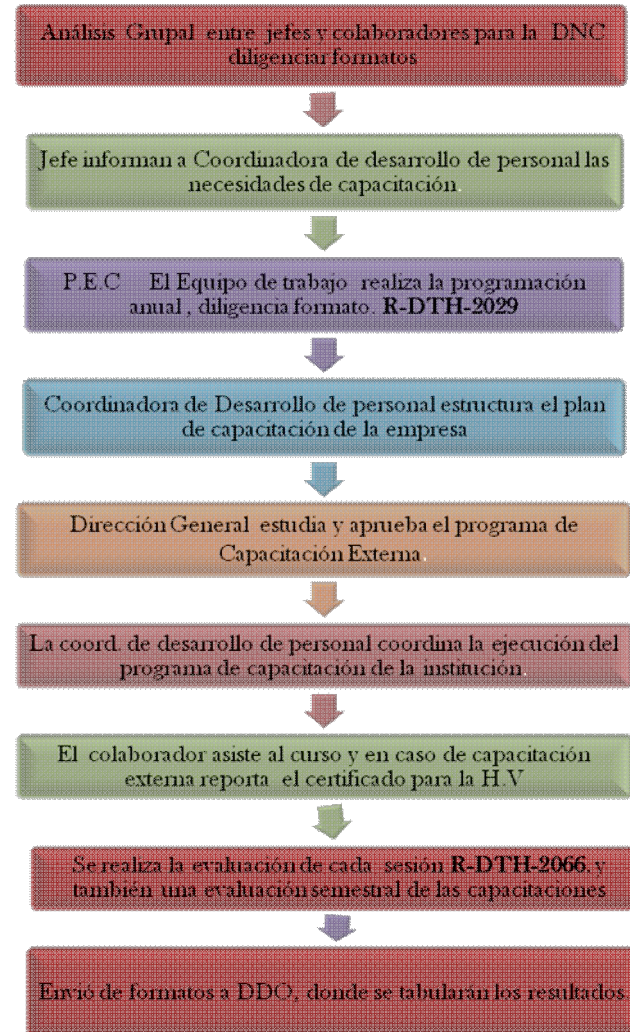 Análisis Grupal entre jefes y colaboradores para la DNC
diligenciar formatos
Jefe informan a Coordinadora de desarrollo de personal las
necesidades de capacitación.
P.E.C El Equipo de trabajo realiza la programación
anual , diligencia formato. R-DTH-2029
Coordinadora de Desarrollo de personal estructura el plan
de capacitación de la empresa
Dirección General estudia y aprueba el programa de
Capacitación Externa.
La coord. de desarrollo de personal coordina la ejecución del
programa de capacitación de la institución.
El colaborador asiste al curso y en caso de capacitación
externa reporta el certificado para la H.V
Se realiza la evaluación de cada sesión R-DTH-2066, y
también una evaluación semestral de las capacitaciones
Envió de formatos a DDO, donde se tabularán los resultados.